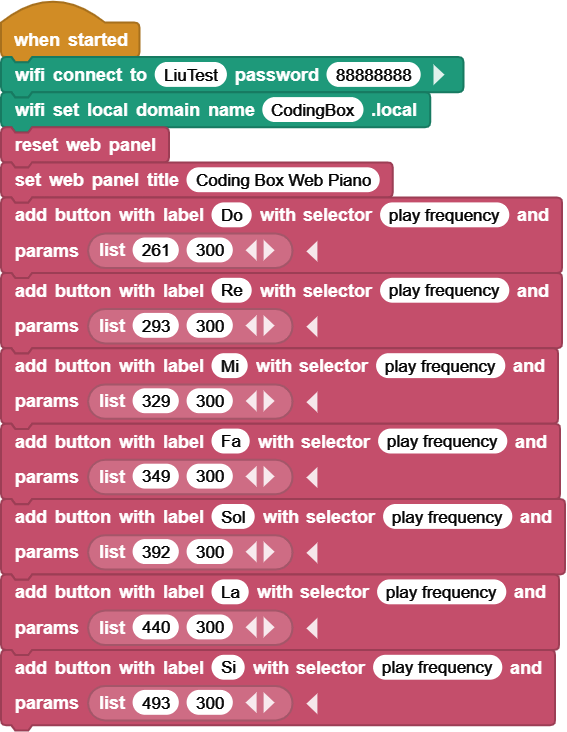 when started
wifi connect to LiuTest password 88888888
wifi set local domain name CodingBox .local
reset web panel
set web panel title Coding Box Web Piano
add button with label Do with selector play frequency and
params list 261 300
add button with label Re with selector play frequency and
params list 293 300
add button with label Mi with selector play frequency and
params list 329 300
add button with label Fa with selector play frequency and
params list 349 300
add button with label Sol with selector play frequency and
params list 392 300
add button with label La with selector play frequency and
params list 440 300
add button with label Si with selector play frequency and
params list 493 300